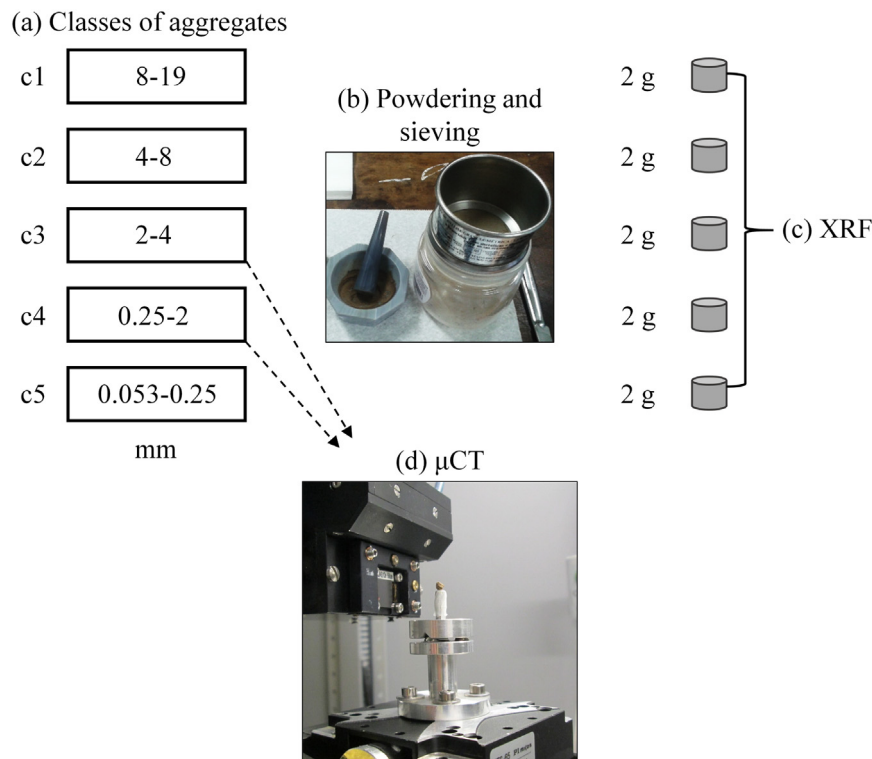 (a) Classes of aggregates
c1
8-19
c2
4-8
c3
2-4
c4
0.25-2
c5
0.053-0.25
mm
(b) Powdering and
sieving
2 g
2 g
2 g
2 g
2 g
(c) XRF
(d) μCT